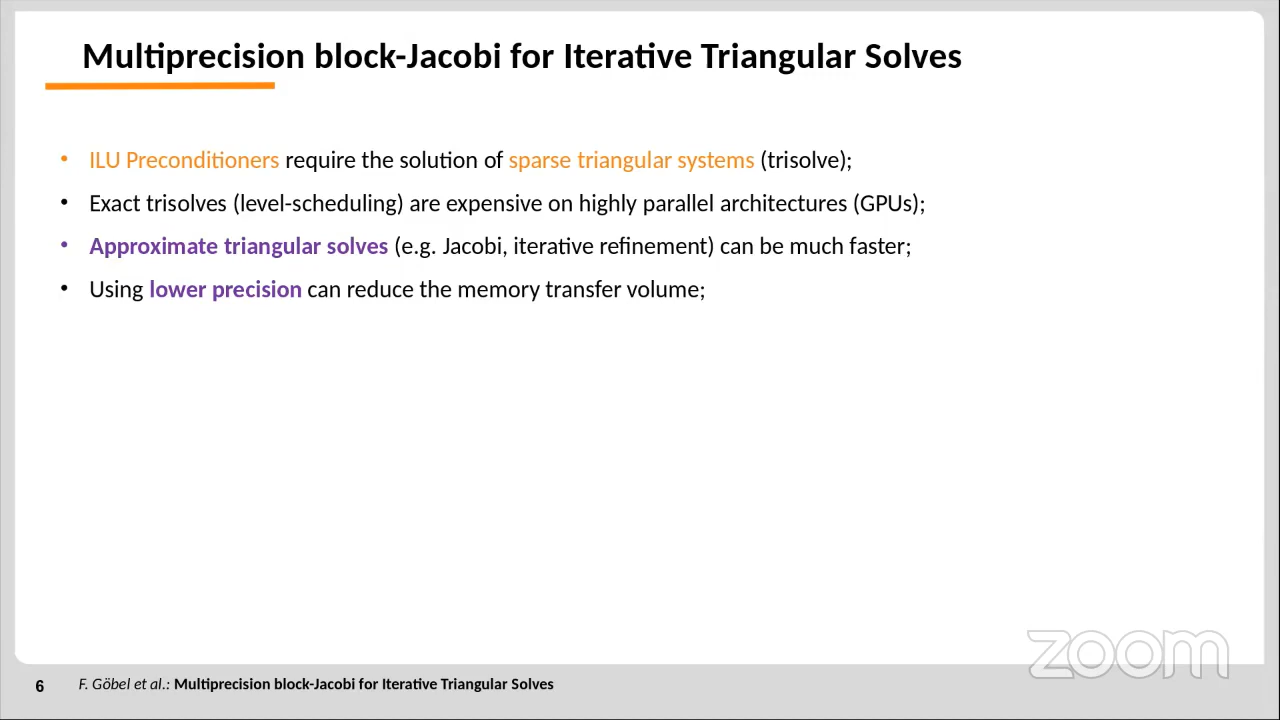 Multiprecision block-Jacobi for Iterative Triangular Solves
• ILU Preconditioners require the solution of sparse triangular systems (trisolve);
• Exact trisolves (level-scheduling) are expensive on highly parallel architectures (GPUs);
• Approximate triangular solves (e.g. Jacobi, iterative refinement) can be much faster;
• Using lower precision can reduce the memory transfer volume;
zoom
6 F. Göbel et al.: Multiprecision block-Jacobi for Iterative Triangular Solves